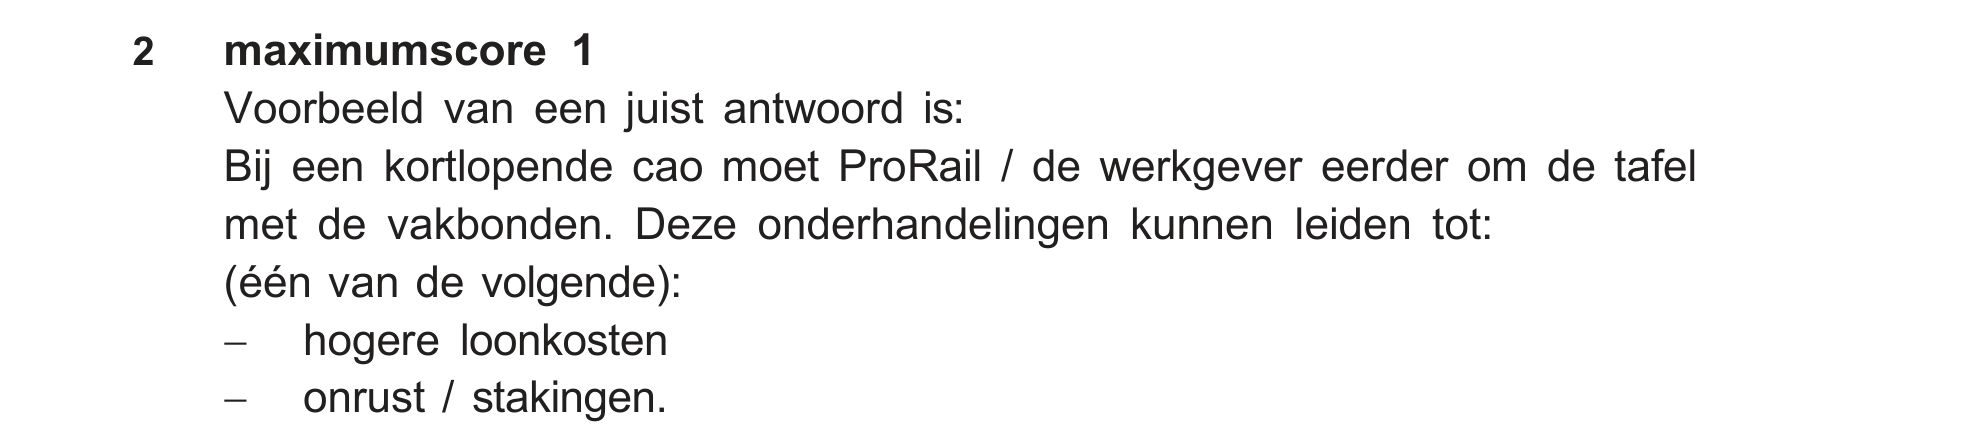 2 maximumscore 1
Voorbeeld van een juist antwoord is:
Bij een kortlopende cao moet ProRail / de werkgever eerder om de tafel
met de vakbonden. Deze onderhandelingen kunnen leiden tot:
(één van de volgende):
– hogere loonkosten
– onrust / stakingen.